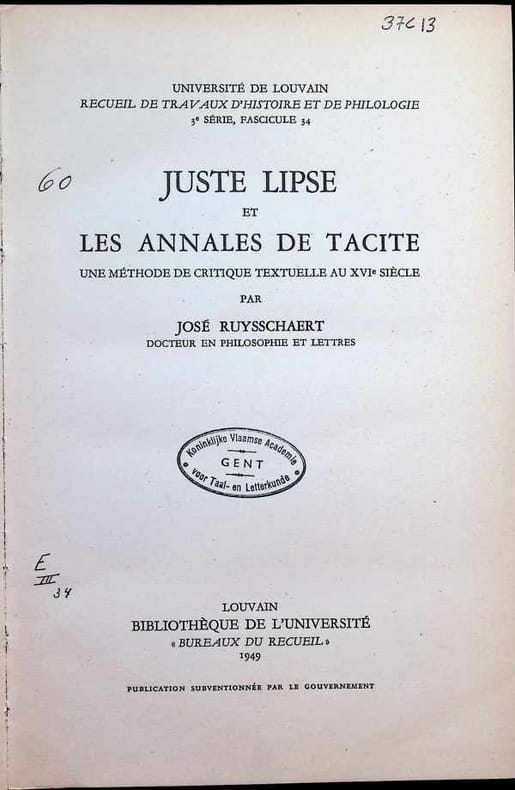 37C13
UNIVERSITÉ DE LOUVAIN
RECUEIL DE TRAVAUX D'HISTOIRE ET DE PHILOLOGIE
3e SÉRIE, FASCICULE 34
60
JUSTE LIPSE
ET
LES ANNALES DE TACITE
UNE MÉTHODE DE CRITIQUE TEXTUELLE AU XVIe SIÈCLE
PAR
JOSÉ RUYSSCHAERT
DOCTEUR EN PHILOSOPHIE ET LETTRES
Koninklijke Vlaamse Academie
GENT
voor Taal- en Letterkunde
E
III
34
LOUVAIN
BIBLIOTHÈQUE DE L'UNIVERSITÉ
« BUREAUX DU RECUEIL »
1949
PUBLICATION SUBVENTIONNÉE PAR LE GOUVERNEMENT